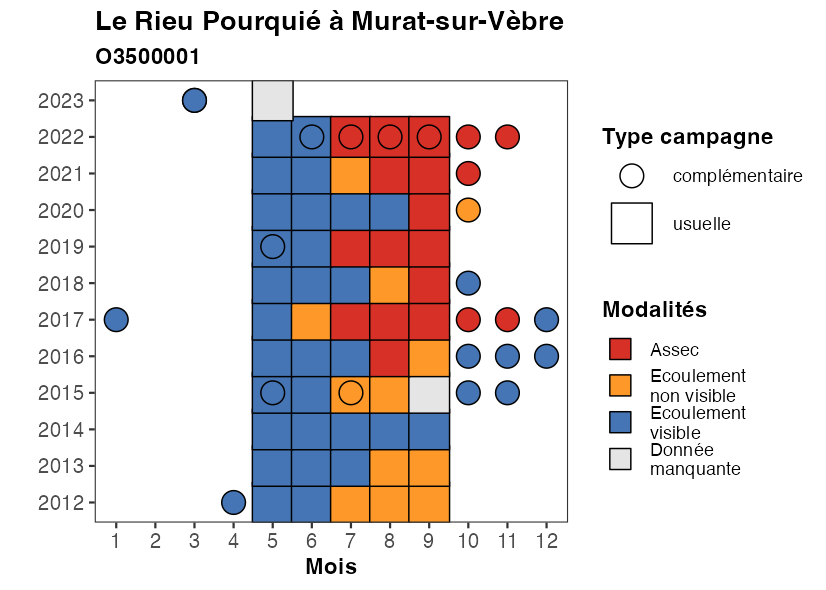 Le Rieu Pourquié à Murat-sur-Vèbre
O3500001
2023
2022
2021
2020
2019
2018
2017
2016
2015
2014
2013
2012
1 2 3 4 5 6 7 8 9 10 11 12
Mois
Type campagne
complémentaire
usuelle
Modalités
Assec
Ecoulement
non visible
Ecoulement
visible
Donnée
manquante